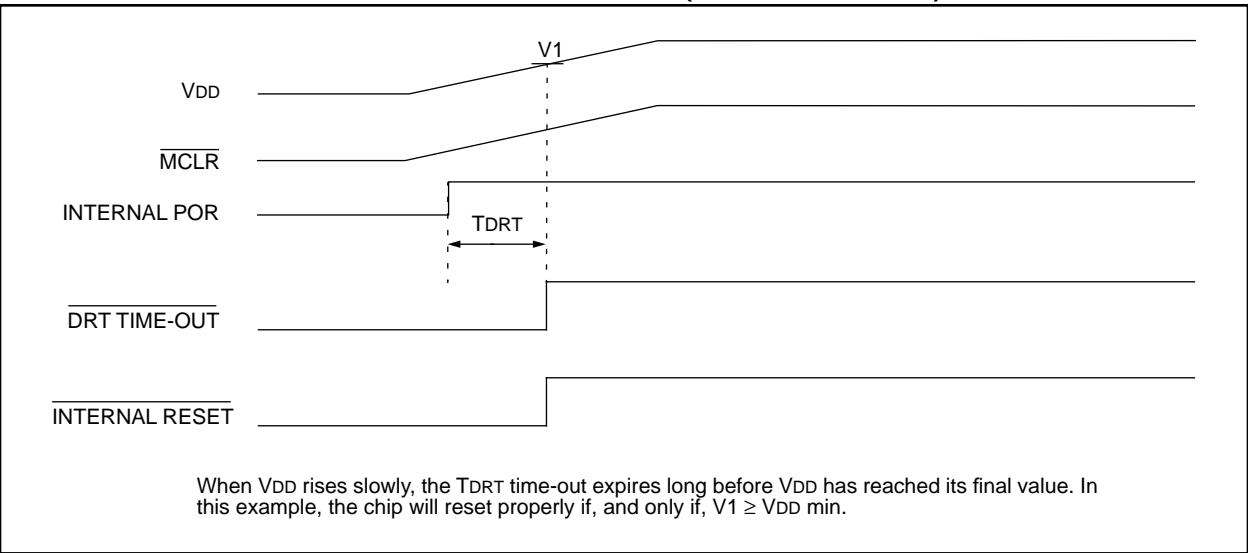 V1
VDD
MCLR
INTERNAL POR
TDRT
DRT TIME-OUT
INTERNAL RESET
When VDD rises slowly, the TDRT time-out expires long before VDD has reached its final value. In
this example, the chip will reset properly if, and only if, V1 ≥ VDD min.